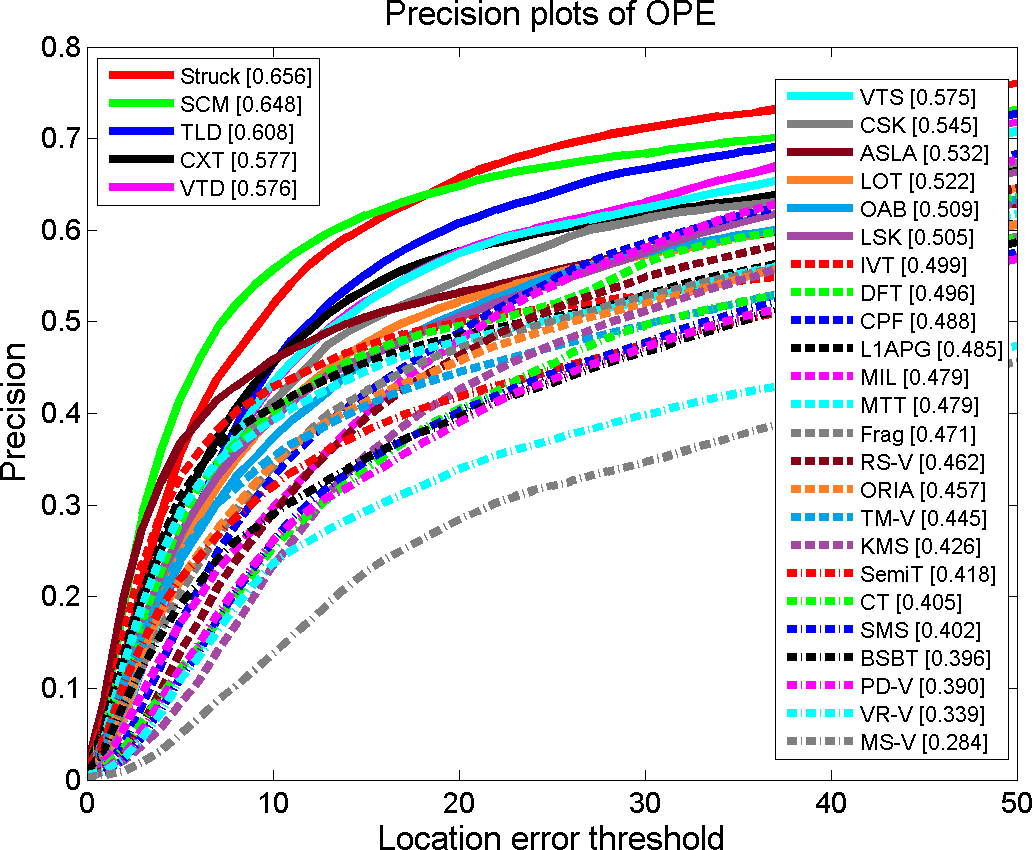 Precision plots of OPE
Precision
0.8
0.7
0.6
0.5
0.4
0.3
0.2
0.1
0
Struck [0.656]
SCM [0.648]
TLD [0.608]
CXT [0.577]
VTD [0.576]
VTS [0.575]
CSK [0.545]
ASLA [0.532]
LOT [0.522]
OAB [0.509]
LSK [0.505]
IVT [0.499]
DFT [0.496]
CPF [0.488]
L1APG [0.485]
MIL [0.479]
MTT [0.479]
Frag [0.471]
RS-V [0.462]
ORIA [0.457]
TM-V [0.445]
KMS [0.426]
SemiT [0.418]
CT [0.405]
SMS [0.402]
BSBT [0.396]
PD-V [0.390]
VR-V [0.339]
MS-V [0.284]
0 10 20 30 40 50
Location error threshold